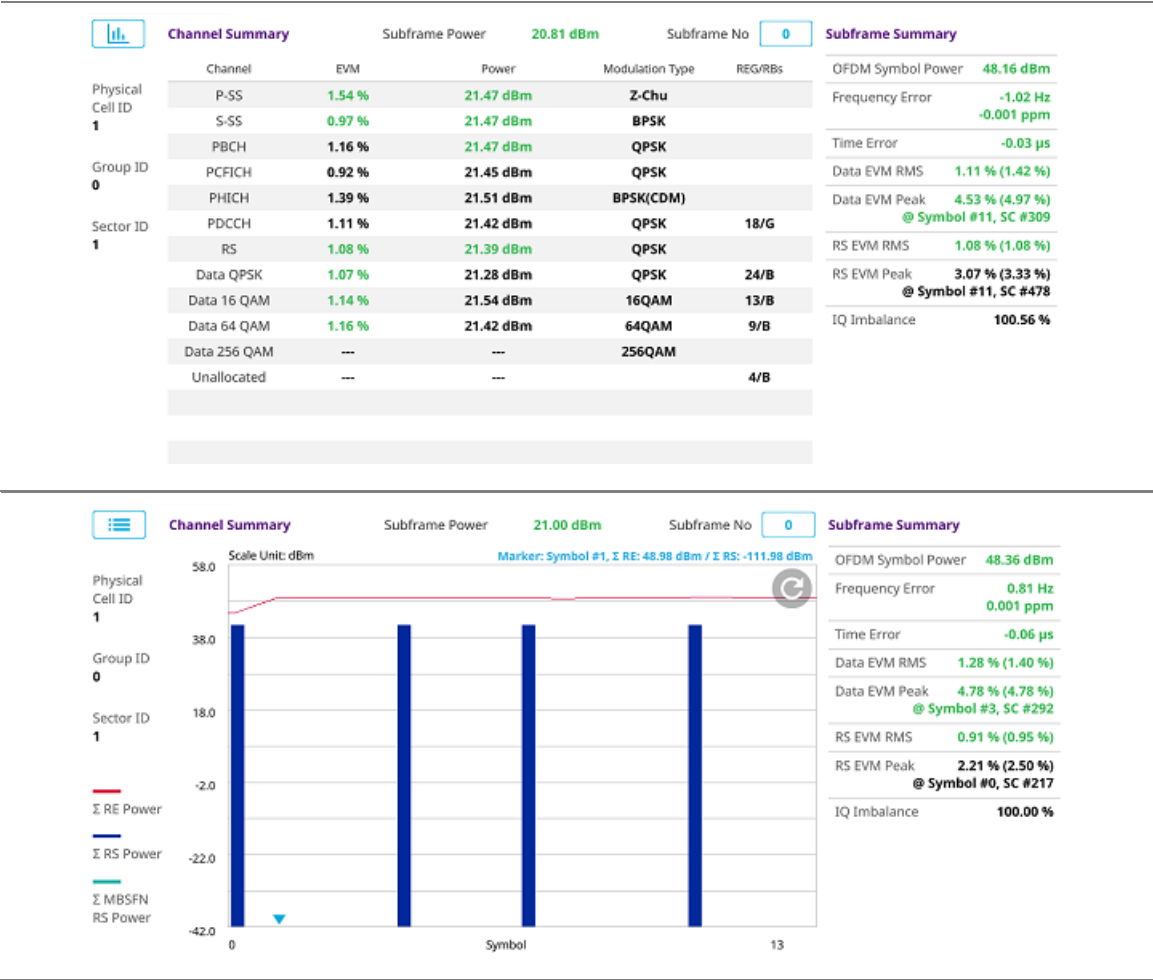 Channel Summary Subframe Power 20.81 dBm Subframe No 0 Subframe Summary
Physical
Cell ID
1
Group ID
0
Sector ID
1
Channel EVM Power Modulation Type REG/RBs
P-SS 1.54 % 21.47 dBm Z-Chu
S-SS 0.97 % 21.47 dBm BPSK
PBCH 1.16 % 21.47 dBm QPSK
PCFICH 0.92 % 21.45 dBm QPSK
PHICH 1.39 % 21.51 dBm BPSK(CDM)
PDCCH 1.11 % 21.42 dBm QPSK 18/G
RS 1.08 % 21.39 dBm QPSK
Data QPSK 1.07 % 21.28 dBm QPSK 24/B
Data 16 QAM 1.14 % 21.54 dBm 16QAM 13/B
Data 64 QAM 1.16 % 21.42 dBm 64QAM 9/B
Data 256 QAM --- --- 256QAM
Unallocated --- --- 4/B
OFDM Symbol Power 48.16 dBm
Frequency Error -1.02 Hz
-0.001 ppm
Time Error -0.03 µs
Data EVM RMS 1.11 % (1.42 %)
Data EVM Peak 4.53 % (4.97 %)
@ Symbol #11, SC #309
RS EVM RMS 1.08 % (1.08 %)
RS EVM Peak 3.07 % (3.33 %)
@ Symbol #11, SC #478
IQ Imbalance 100.56 %
Channel Summary Subframe Power 21.00 dBm Subframe No 0 Subframe Summary
Physical
Cell ID
1
Group ID
0
Sector ID
1
Σ RE Power
Σ RS Power
Σ MBSFN
RS Power
Scale Unit: dBm Marker: Symbol #1, Σ RE: 48.98 dBm / Σ RS: -111.98 dBm
58.0
38.0
18.0
-2.0
-22.0
-42.0
0 Symbol 13
OFDM Symbol Power 48.36 dBm
Frequency Error 0.81 Hz
0.001 ppm
Time Error -0.06 µs
Data EVM RMS 1.28 % (1.40 %)
Data EVM Peak 4.78 % (4.78 %)
@ Symbol #3, SC #292
RS EVM RMS 0.91 % (0.95 %)
RS EVM Peak 2.21 % (2.50 %)
@ Symbol #0, SC #217
IQ Imbalance 100.00 %